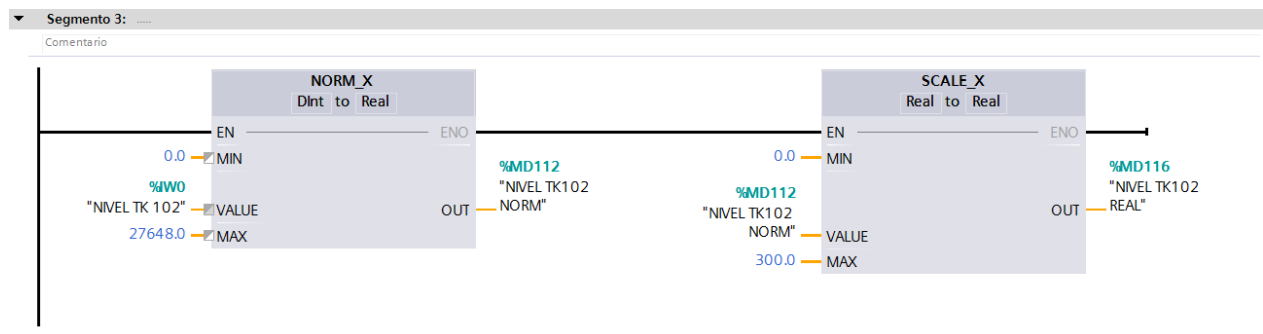 Segmento 3: .....
Comentario
NORM_X
DInt to Real
EN
ENO
0.0
MIN
%IW0
"NIVEL TK 102"
VALUE
27648.0
MAX
OUT
%MD112
"NIVEL TK102
NORM"
SCALE_X
Real to Real
EN
ENO
0.0
MIN
%MD112
"NIVEL TK102
NORM"
VALUE
300.0
MAX
OUT
%MD116
"NIVEL TK102
REAL"